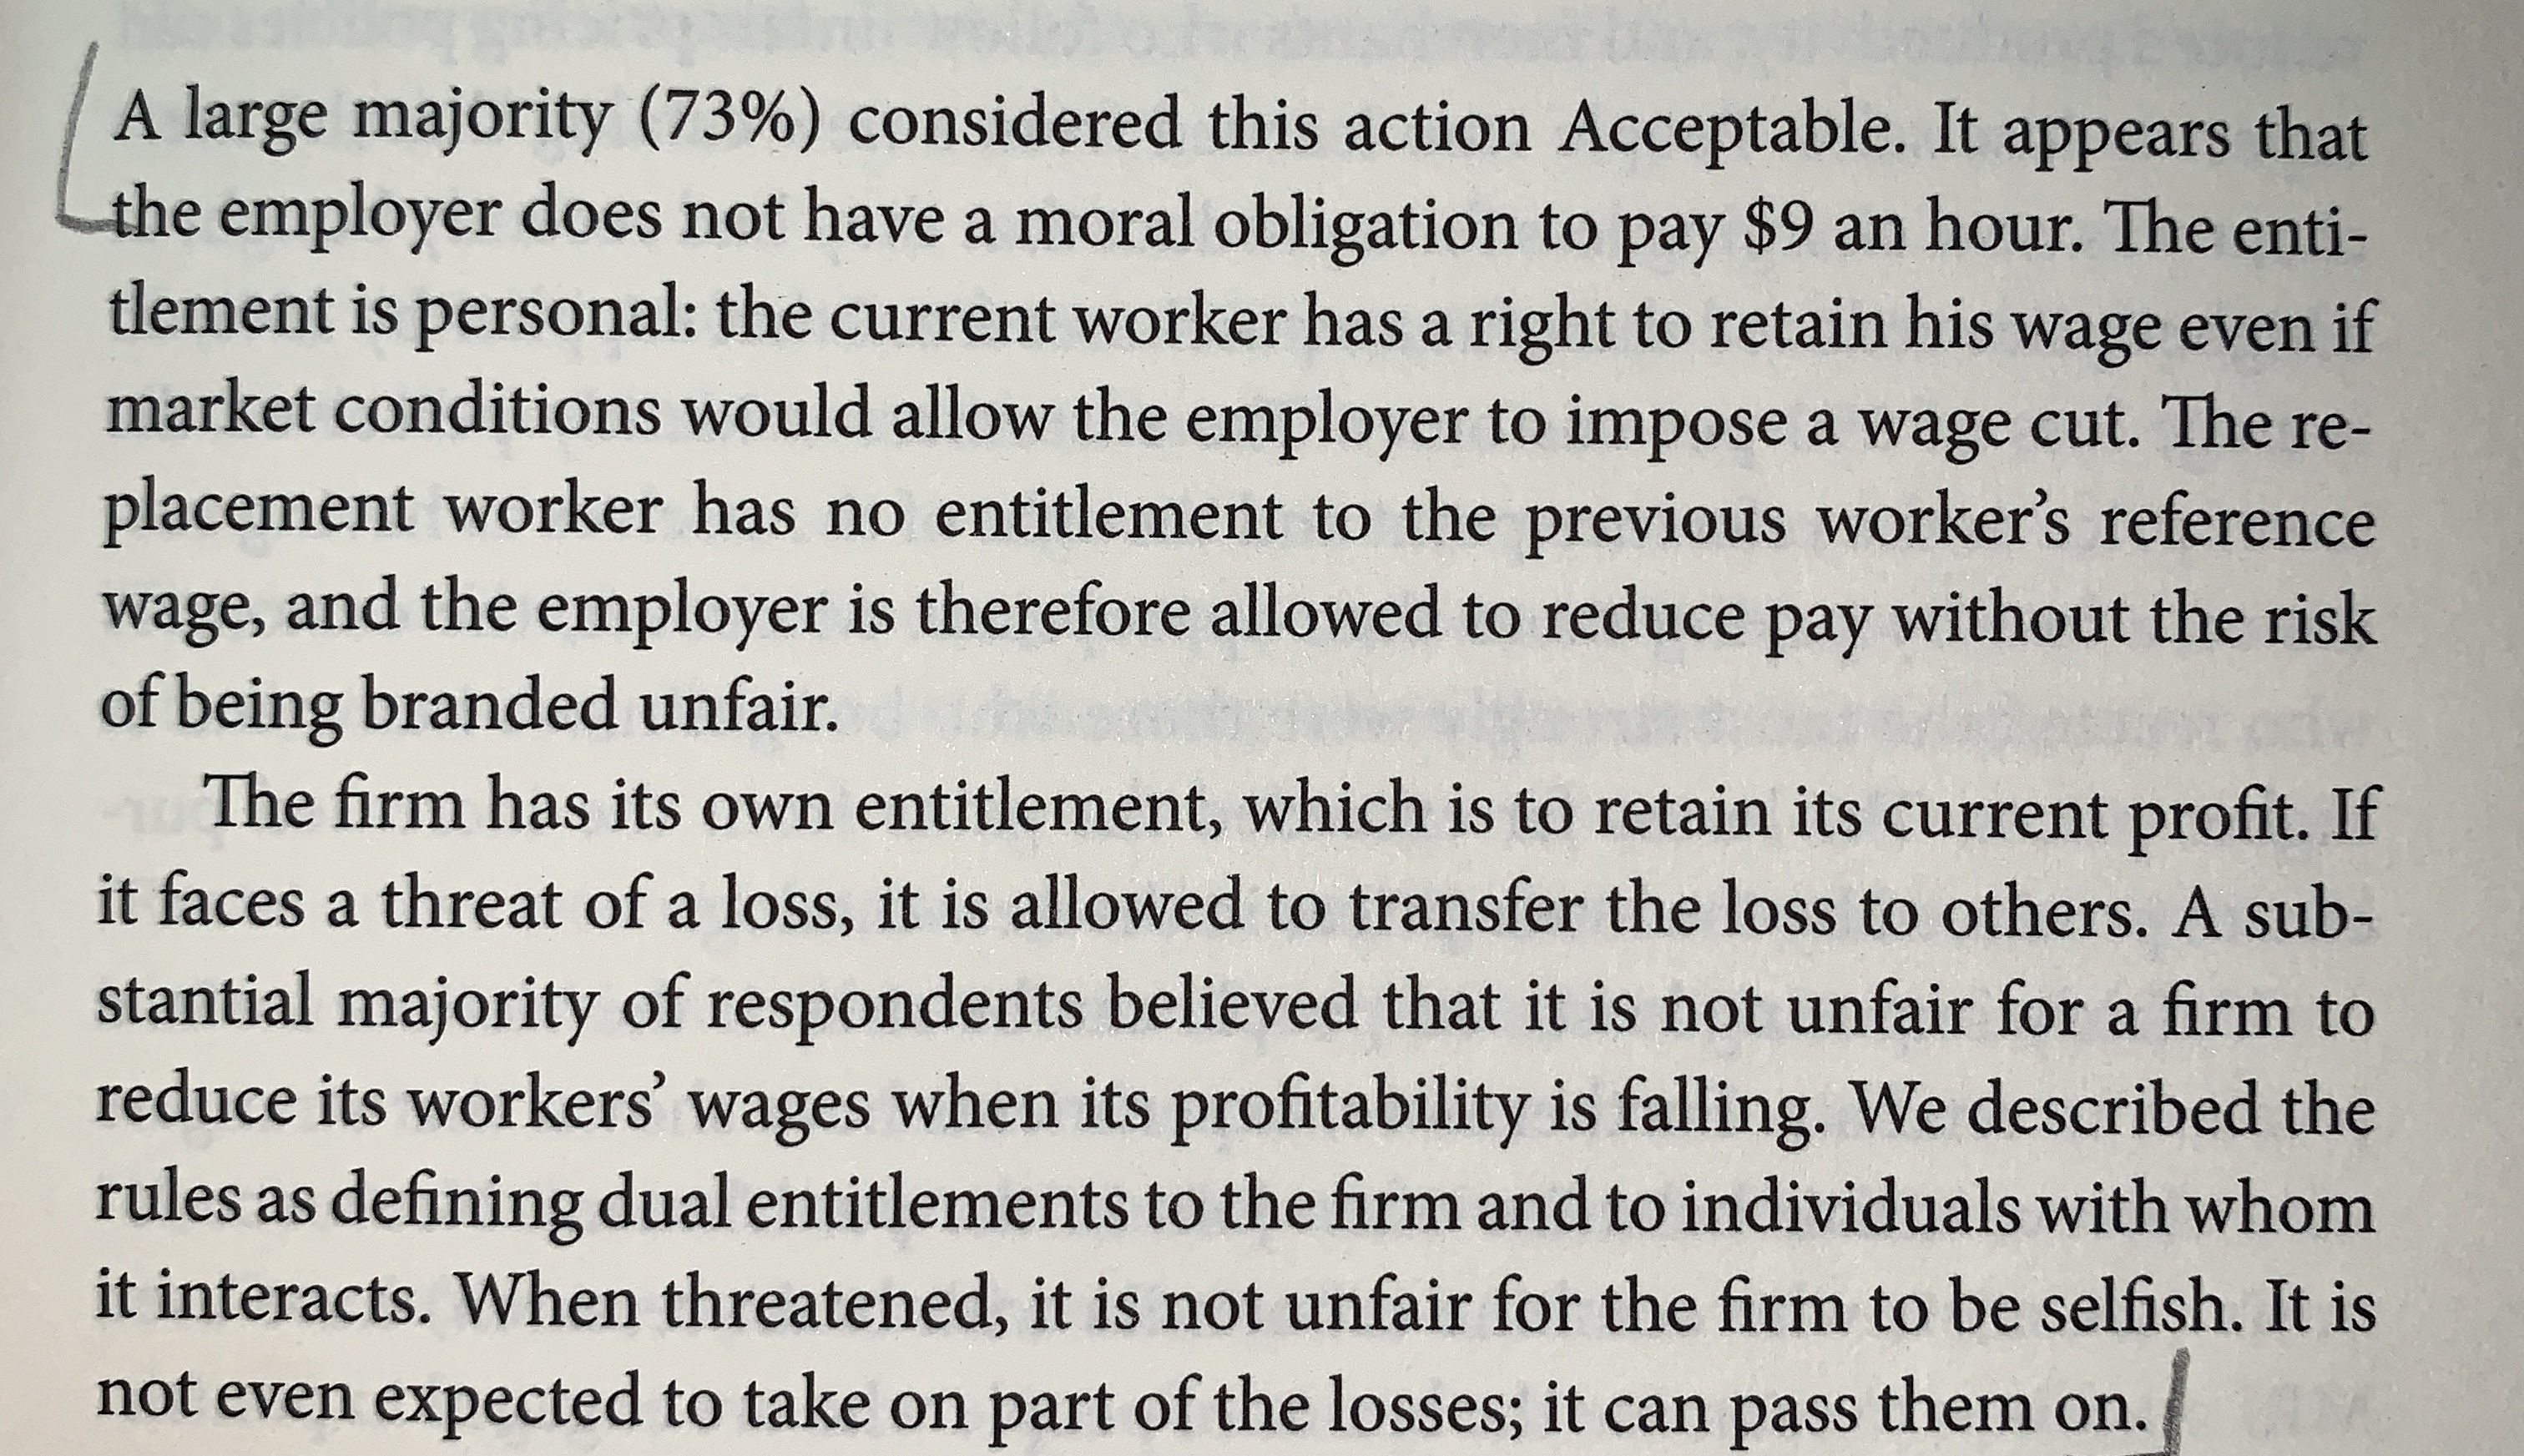 A large majority (73%) considered this action Acceptable. It appears that
the employer does not have a moral obligation to pay $9 an hour. The enti-
tlement is personal: the current worker has a right to retain his wage even if
market conditions would allow the employer to impose a wage cut. The re-
placement worker has no entitlement to the previous worker’s reference
wage, and the employer is therefore allowed to reduce pay without the risk
of being branded unfair.
The firm has its own entitlement, which is to retain its current profit. If
it faces a threat of a loss, it is allowed to transfer the loss to others. A sub-
stantial majority of respondents believed that it is not unfair for a firm to
reduce its workers’ wages when its profitability is falling. We described the
rules as defining dual entitlements to the firm and to individuals with whom
it interacts. When threatened, it is not unfair for the firm to be selfish. It is
not even expected to take on part of the losses; it can pass them on.